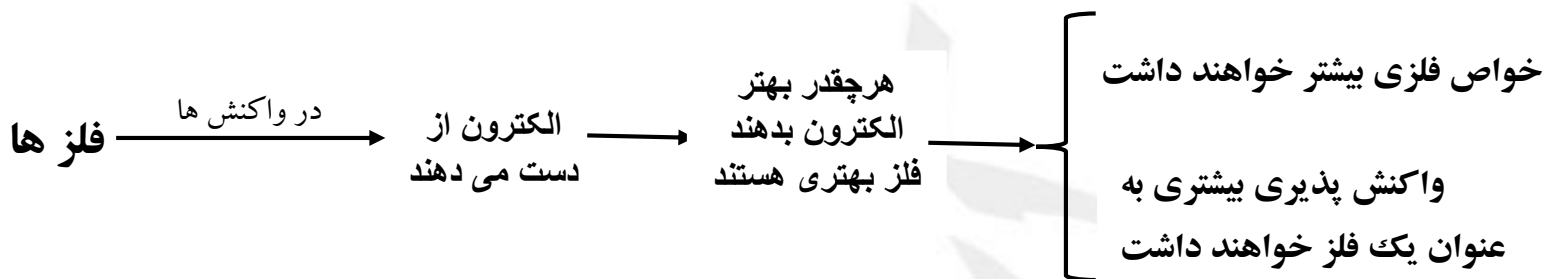 فلز ها
در واکنش ها
الکترون از
دست می دهند
هرچقدر بهتر
الکترون بدهند
فلز بهتری هستند
خواص فلزی بیشتر خواهند داشت
واکنش پذیری بیشتری به
عنوان یک فلز خواهند داشت